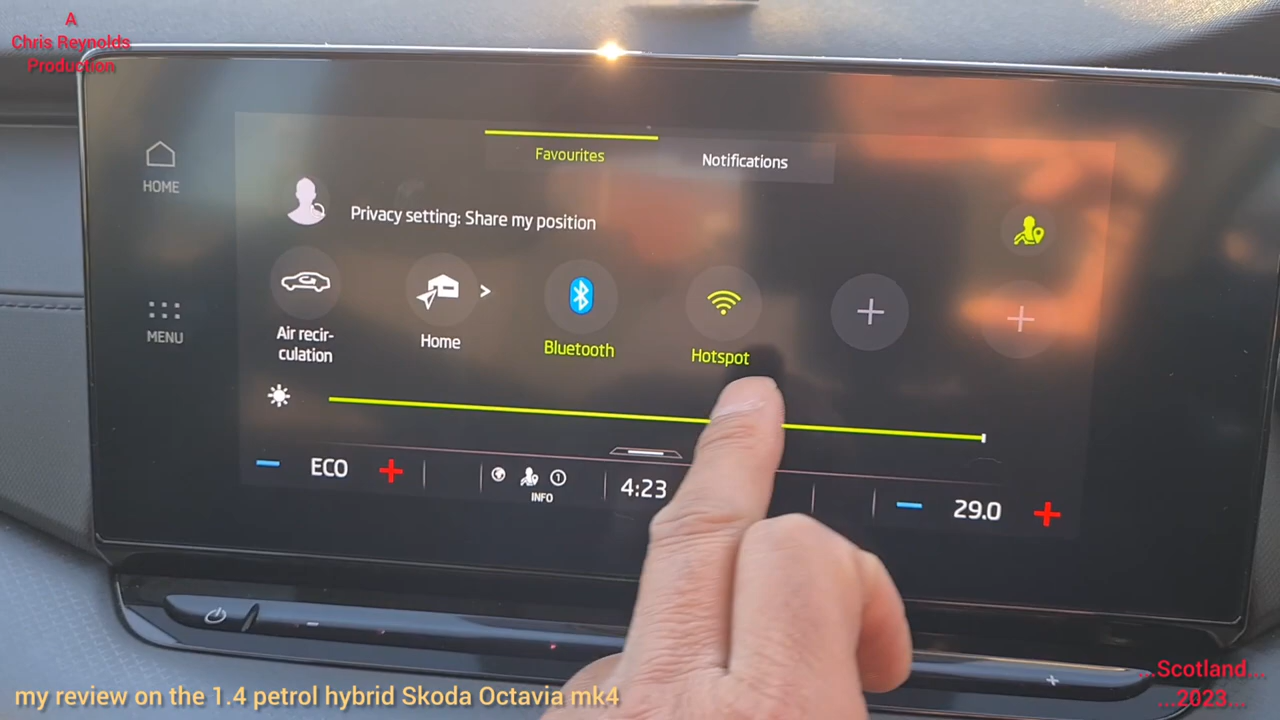 A
Chris Reynolds
Production
Favourites
Notifications
HOME
Privacy setting: Share my position
MENU
Air recir-
culation
Home
Bluetooth
Hotspot
ECO
1
INFO
4:23
29.0
...Scotland...
...2023...
my review on the 1.4 petrol hybrid Skoda Octavia mk4